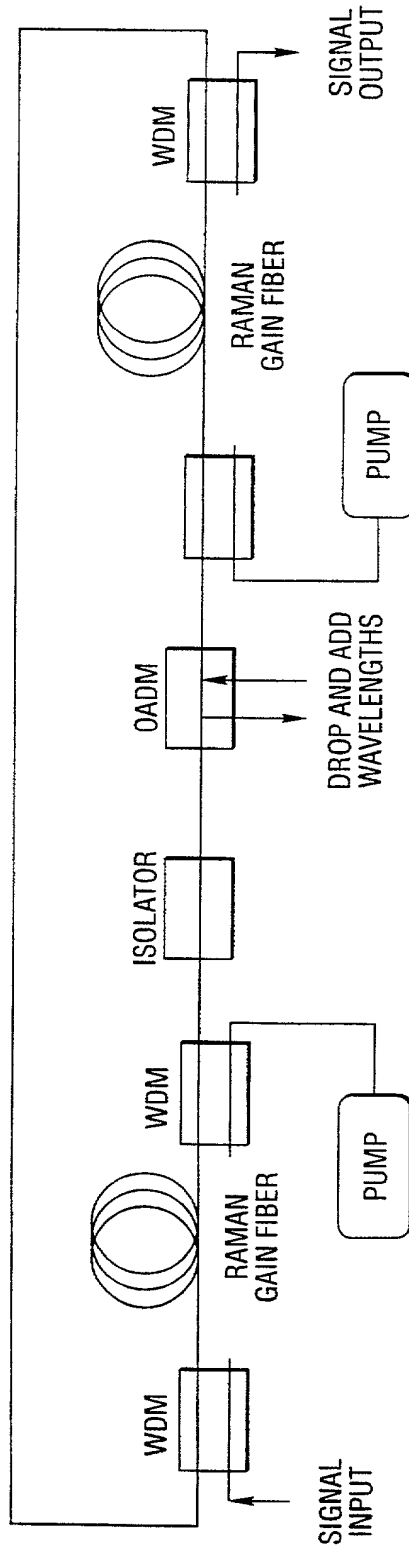 SIGNAL
INPUT
WDM
RAMAN
GAIN FIBER
WDM
PUMP
ISOLATOR
OADM
DROP AND ADD
WAVELENGTHS
PUMP
RAMAN
GAIN FIBER
WDM
SIGNAL
OUTPUT